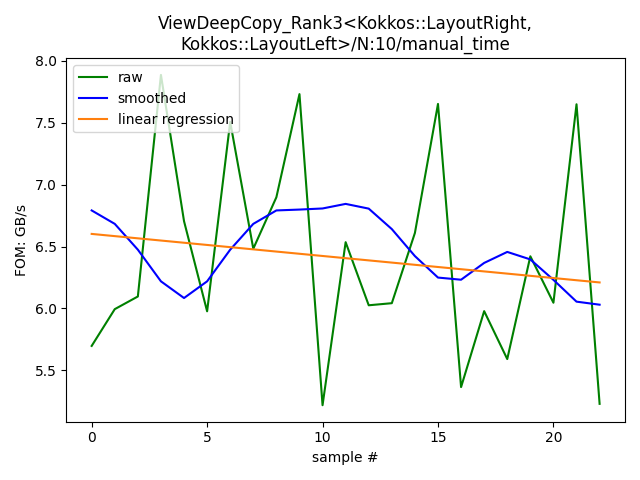 ViewDeepCopy_Rank3<Kokkos::LayoutRight,
Kokkos::LayoutLeft>/N:10/manual_time
raw
smoothed
linear regression
FOM: GB/s
8.0
7.5
7.0
6.5
6.0
5.5
0 5 10 15 20
sample #